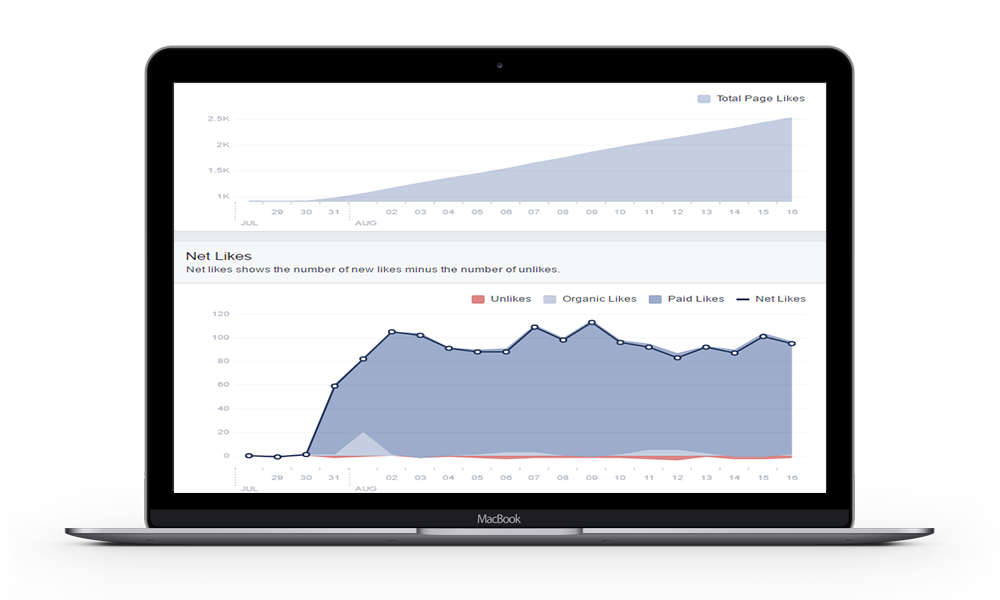 Total Page Likes
2.5K
2K
1.5K
1K
29 30 31 02 03 04 05 06 07 08 09 10 11 12 13 14 15 16
JUL AUG
Net Likes
Net likes shows the number of new likes minus the number of unlikes.
Unlikes Organic Likes Paid Likes Net Likes
120
100
80
60
40
20
0
29 30 31 02 03 04 05 06 07 08 09 10 11 12 13 14 15 16
JUL AUG
MacBook